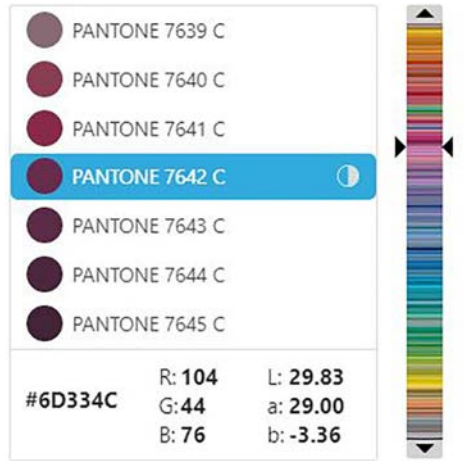 PANTONE 7639 C
PANTONE 7640 C
PANTONE 7641 C
PANTONE 7642 C
PANTONE 7643 C
PANTONE 7644 C
PANTONE 7645 C
#6D334C
R: 104 L: 29.83
G: 44 a: 29.00
B: 76 b: -3.36